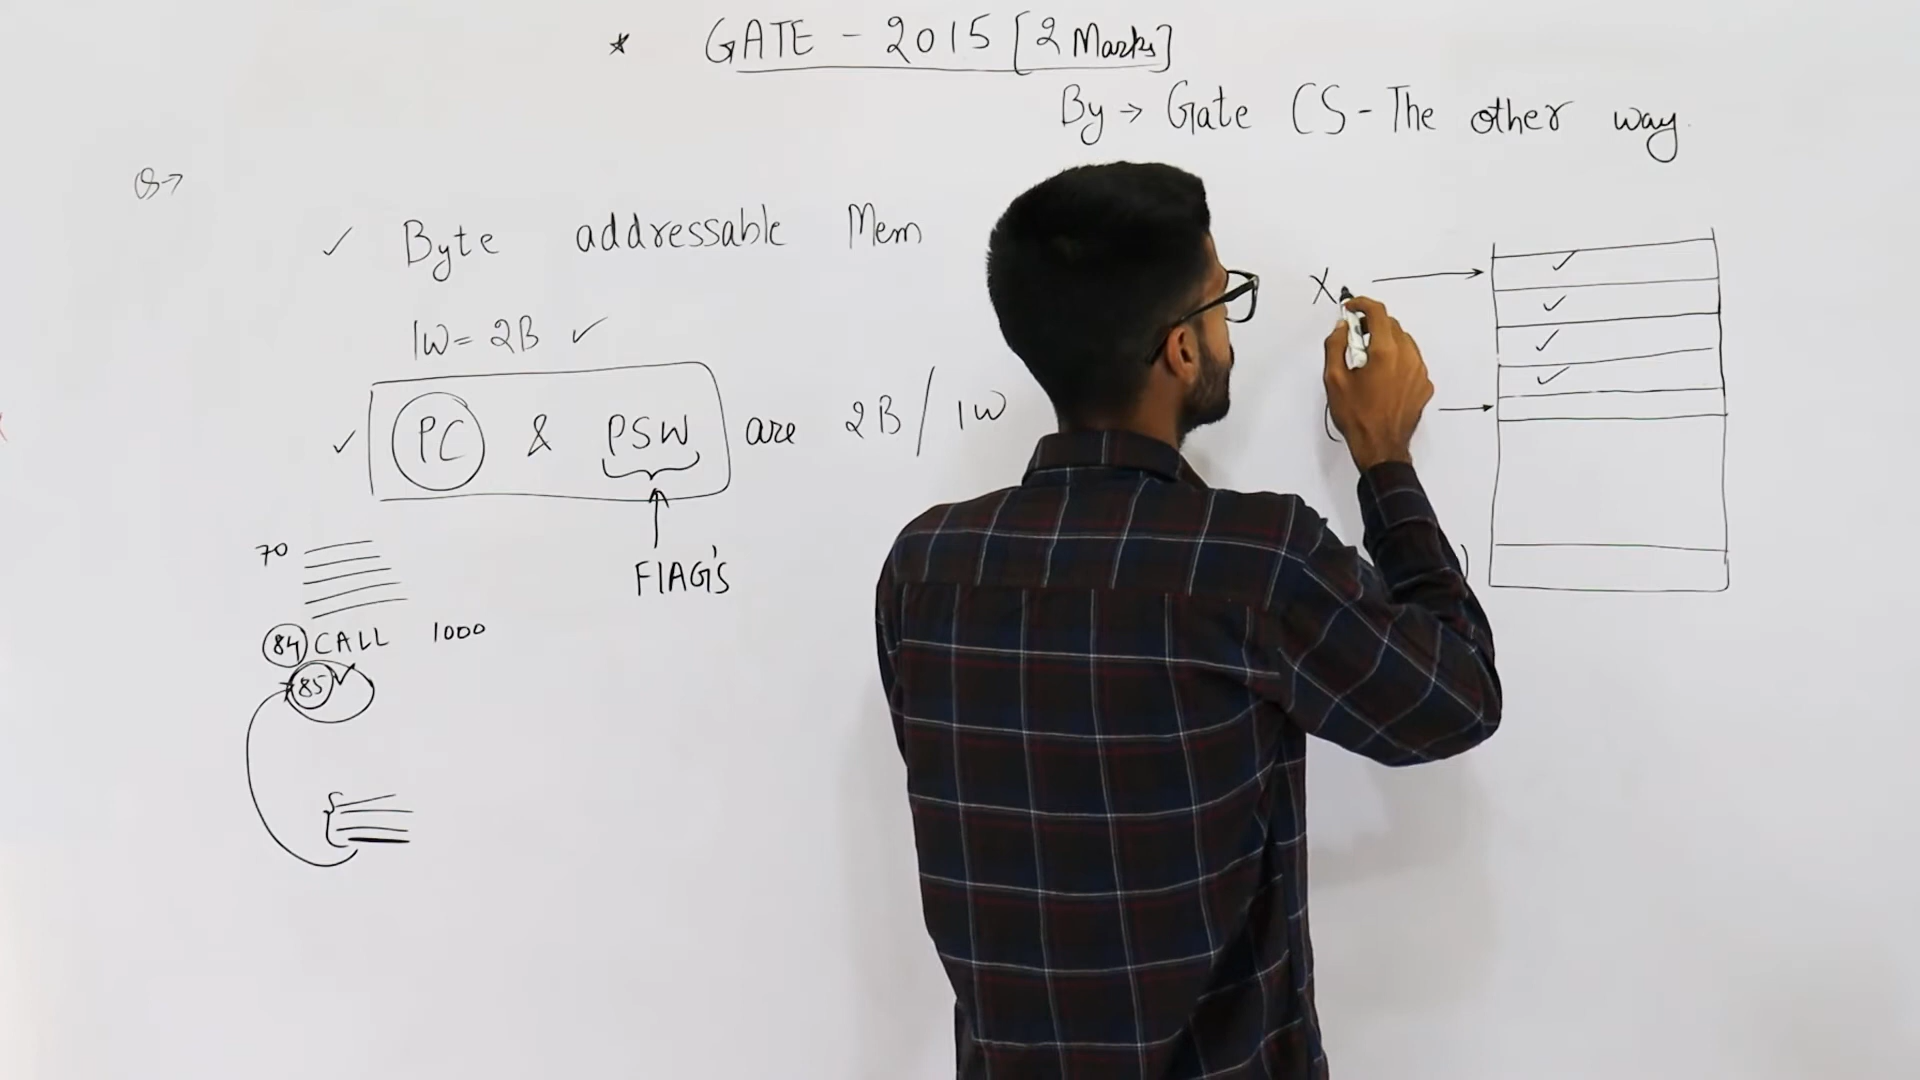 * GATE - 2015 [2 Marks]
By → Gate CS - The other way
Q→
✓ Byte addressable Mem
1W = 2B ✓
✓ PC & PSW are 2B / 1W
FlAG'S
70
84 CALL 1000
85 ✓
X